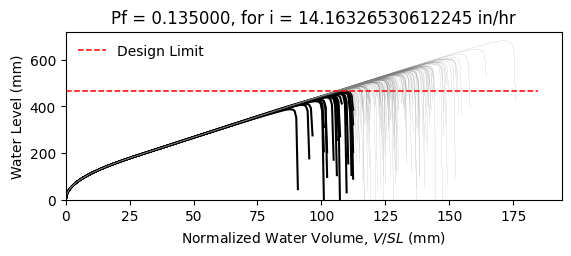 Pf = 0.135000, for i = 14.16326530612245 in/hr
Design Limit
Water Level (mm)
600
400
200
0
0 25 50 75 100 125 150 175
Normalized Water Volume, V/SL (mm)